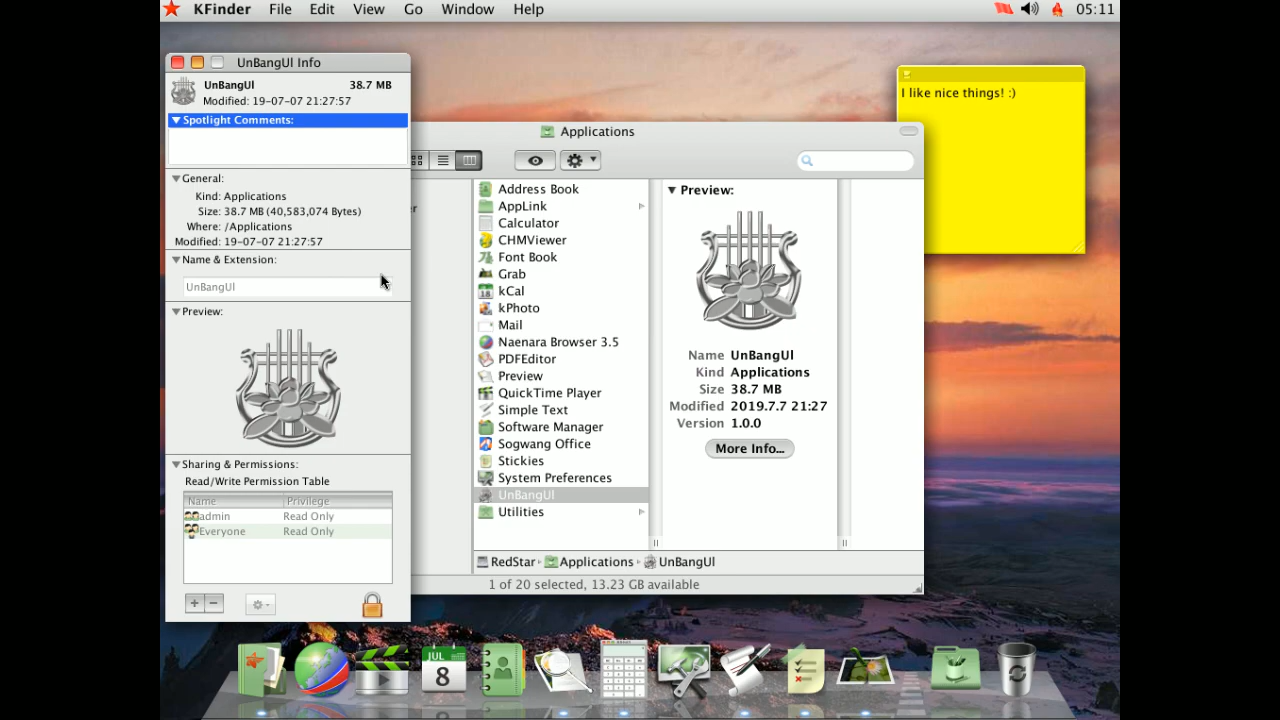 KFinder File Edit View Go Window Help 05:11
UnBangUl Info
UnBangUl 38.7 MB
Modified: 19-07-07 21:27:57
Spotlight Comments:
General:
Kind: Applications
Size: 38.7 MB (40,583,074 Bytes)
Where: /Applications
Modified: 19-07-07 21:27:57
Name & Extension:
UnBangUl
Preview:
Sharing & Permissions:
Read/Write Permission Table
Name Privilege
admin Read Only
Everyone Read Only
Applications
Address Book
AppLink
Calculator
CHMViewer
Font Book
Grab
kCal
kPhoto
Mail
Naenara Browser 3.5
PDFEditor
Preview
QuickTime Player
Simple Text
Software Manager
Sogwang Office
Stickies
System Preferences
UnBangUl
Utilities
Preview:
Name UnBangUl
Kind Applications
Size 38.7 MB
Modified 2019.7.7 21:27
Version 1.0.0
More Info...
RedStar Applications UnBangUl
1 of 20 selected, 13.23 GB available
I like nice things! :)
JUL
8